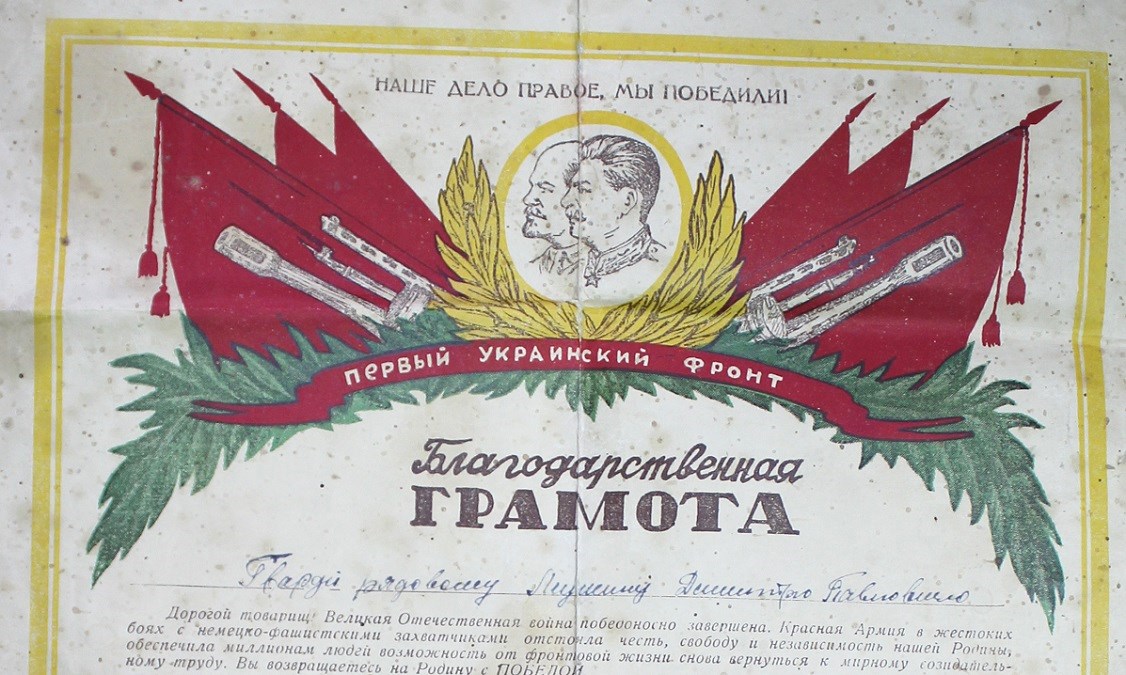 НАШЕ ДЕЛО ПРАВОЕ, МЫ ПОБЕДИЛИ!
ПЕРВЫЙ УКРАИНСКИЙ ФРОНТ
Благодарственная
ГРАМОТА
Гвардии рядовому Дмитрию Павловичу
Дорогой товарищ! Великая Отечественная война победоносно завершена. Красная Армия в жестоких
боях с немецко-фашистскими захватчиками отстояла честь, свободу и независимость нашей Родины,
обеспечила миллионам людей возможность от фронтовой жизни снова вернуться к мирному созидатель-
ному труду. Вы возвращаетесь на Родину с ПОБЕДОЙ